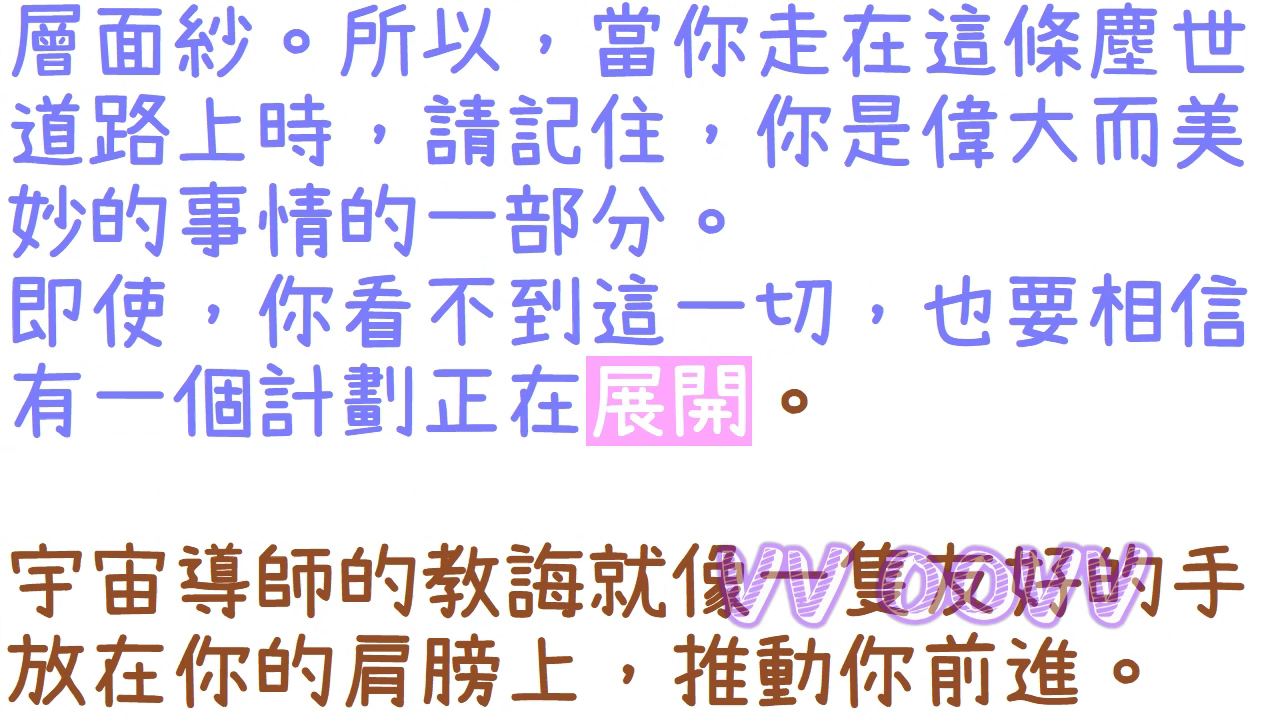 層面紗。所以，當你走在這條塵世
道路上時，請記住，你是偉大而美
妙的事情的一部分。
即使，你看不到這一切，也要相信
有一個計劃正在展開。
宇宙導師的教誨就像一隻友好的手
VV OOVV
放在你的肩膀上，推動你前進。